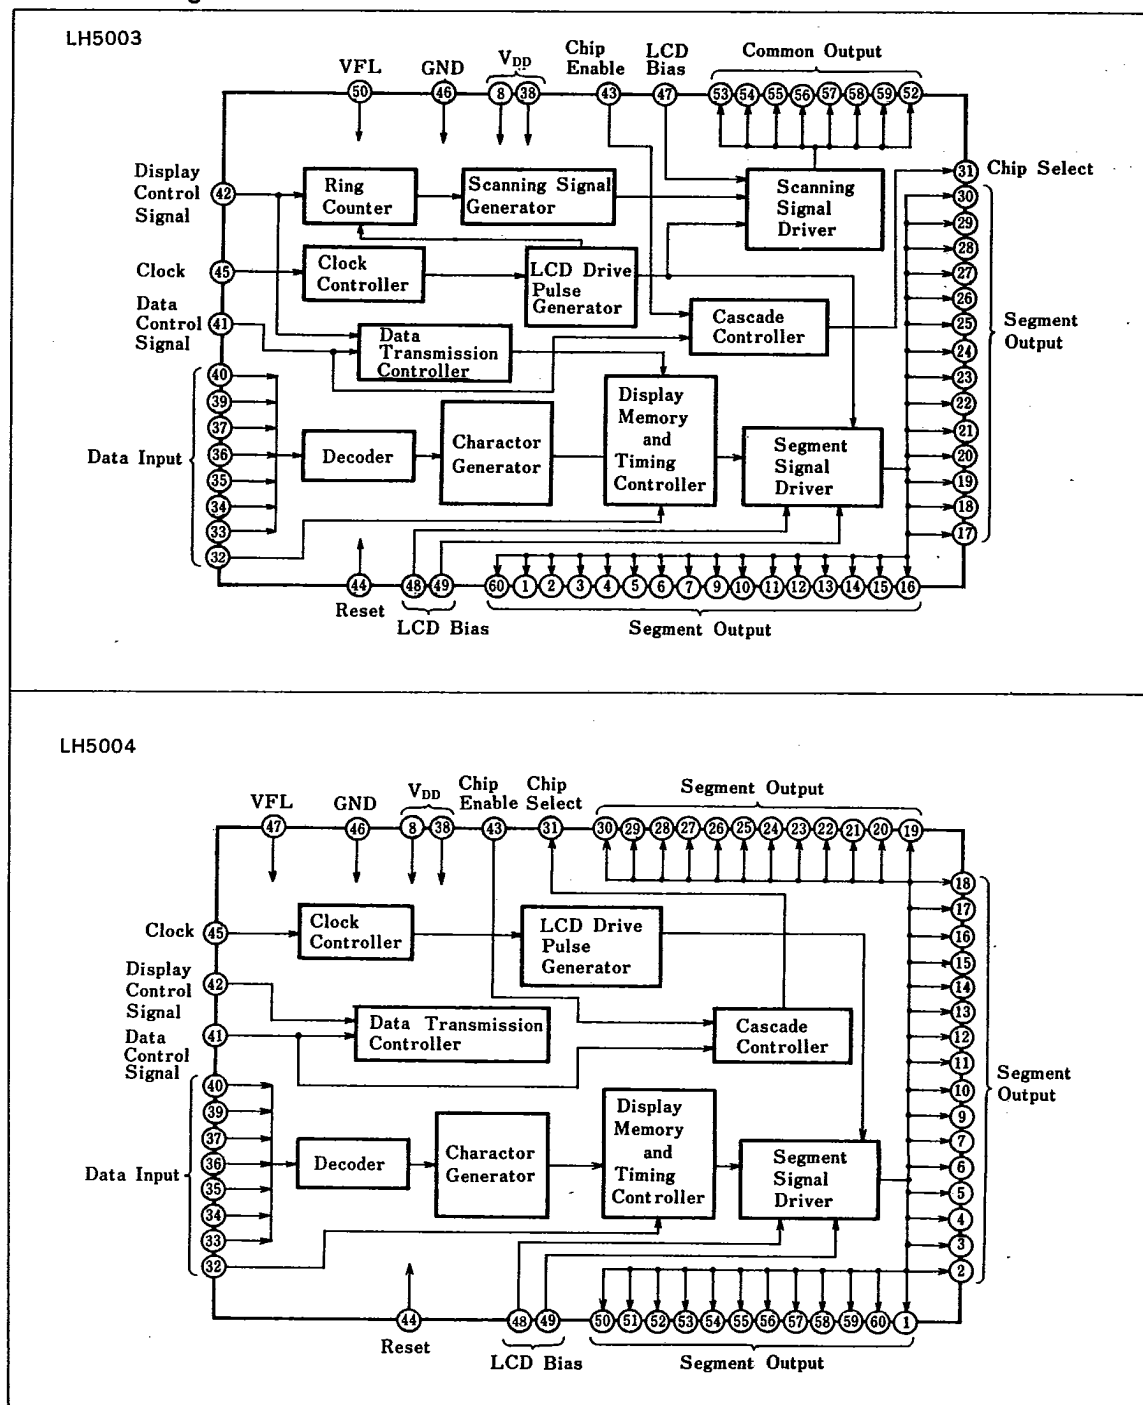 LH5003
VFL
GND
VDD
Chip Enable
LCD Bias
Common Output
50
46
8
38
43
47
53 54 55 56 57 58 59 52
Display Control Signal
42
Ring Counter
Scanning Signal Generator
Scanning Signal Driver
31
Chip Select
Clock
45
Clock Controller
LCD Drive Pulse Generator
Data Control Signal
41
Data Transmission Controller
Cascade Controller
30
29
28
27
26
25
24
23
22
21
20
19
18
17
Segment Output
Data Input
40
39
37
36
35
34
33
32
Decoder
Charactor Generator
Display Memory and Timing Controller
Segment Signal Driver
44
48
49
60 1 2 3 4 5 6 7 9 10 11 12 13 14 15 16
Reset
LCD Bias
Segment Output
LH5004
VFL
GND
VDD
Chip Enable
Chip Select
Segment Output
47
46
8
38
43
31
30 29 28 27 26 25 24 23 22 21 20 19
Clock
45
Clock Controller
LCD Drive Pulse Generator
Display Control Signal
42
Data Control Signal
41
Data Transmission Controller
Cascade Controller
18
17
16
15
14
13
12
11
10
9
7
6
5
4
3
2
Segment Output
Data Input
40
39
37
36
35
34
33
32
Decoder
Charactor Generator
Display Memory and Timing Controller
Segment Signal Driver
44
48
49
50 51 52 53 54 55 56 57 58 59 60 1
Reset
LCD Bias
Segment Output